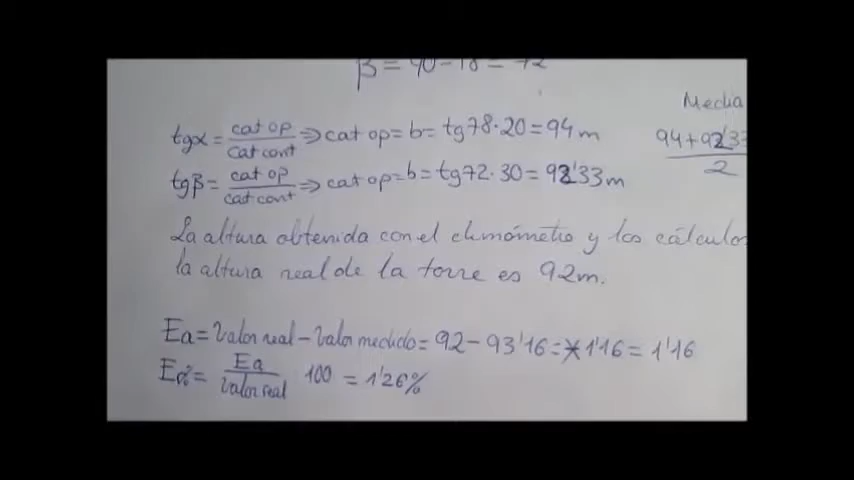 β = 90 - 18 = 72
Media
tgα = cat op / cat cont => cat op = b = tg78·20 = 94 m
94 + 92'33 / 2
tgβ = cat op / cat cont => cat op = b = tg72·30 = 92'33 m
La altura obtenida con el clinómetro y los cálculos
la altura real de la torre es 92m.
Ea = Valor real - Valor medido = 92 - 93'16 = 1'16 = 1'16
Er% = Ea / Valor real 100 = 1'26%